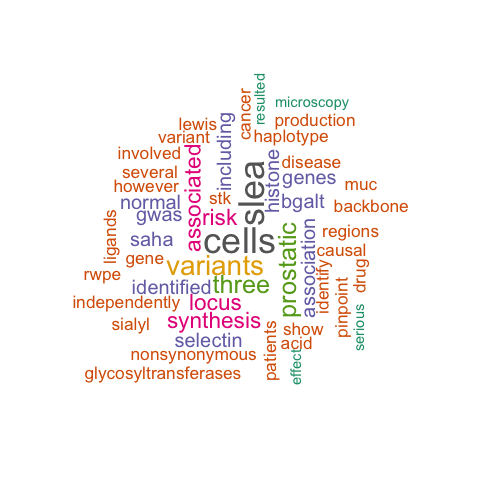 resulted
microscopy
cancer
production
lewis
including
haplotype
variant
involved
associated
slea
histone
disease
several
genes
however
stk
muc
normal
bgalt
backbone
gwas
risk
ligands
prostatic
association
regions
saha
cells
causal
gene
variants
identify
drug
rwpe
identified
three
independently
locus
pinpoint
sialyl
synthesis
serious
show
selectin
patients
acid
nonsynonymous
effect
glycosyltransferases